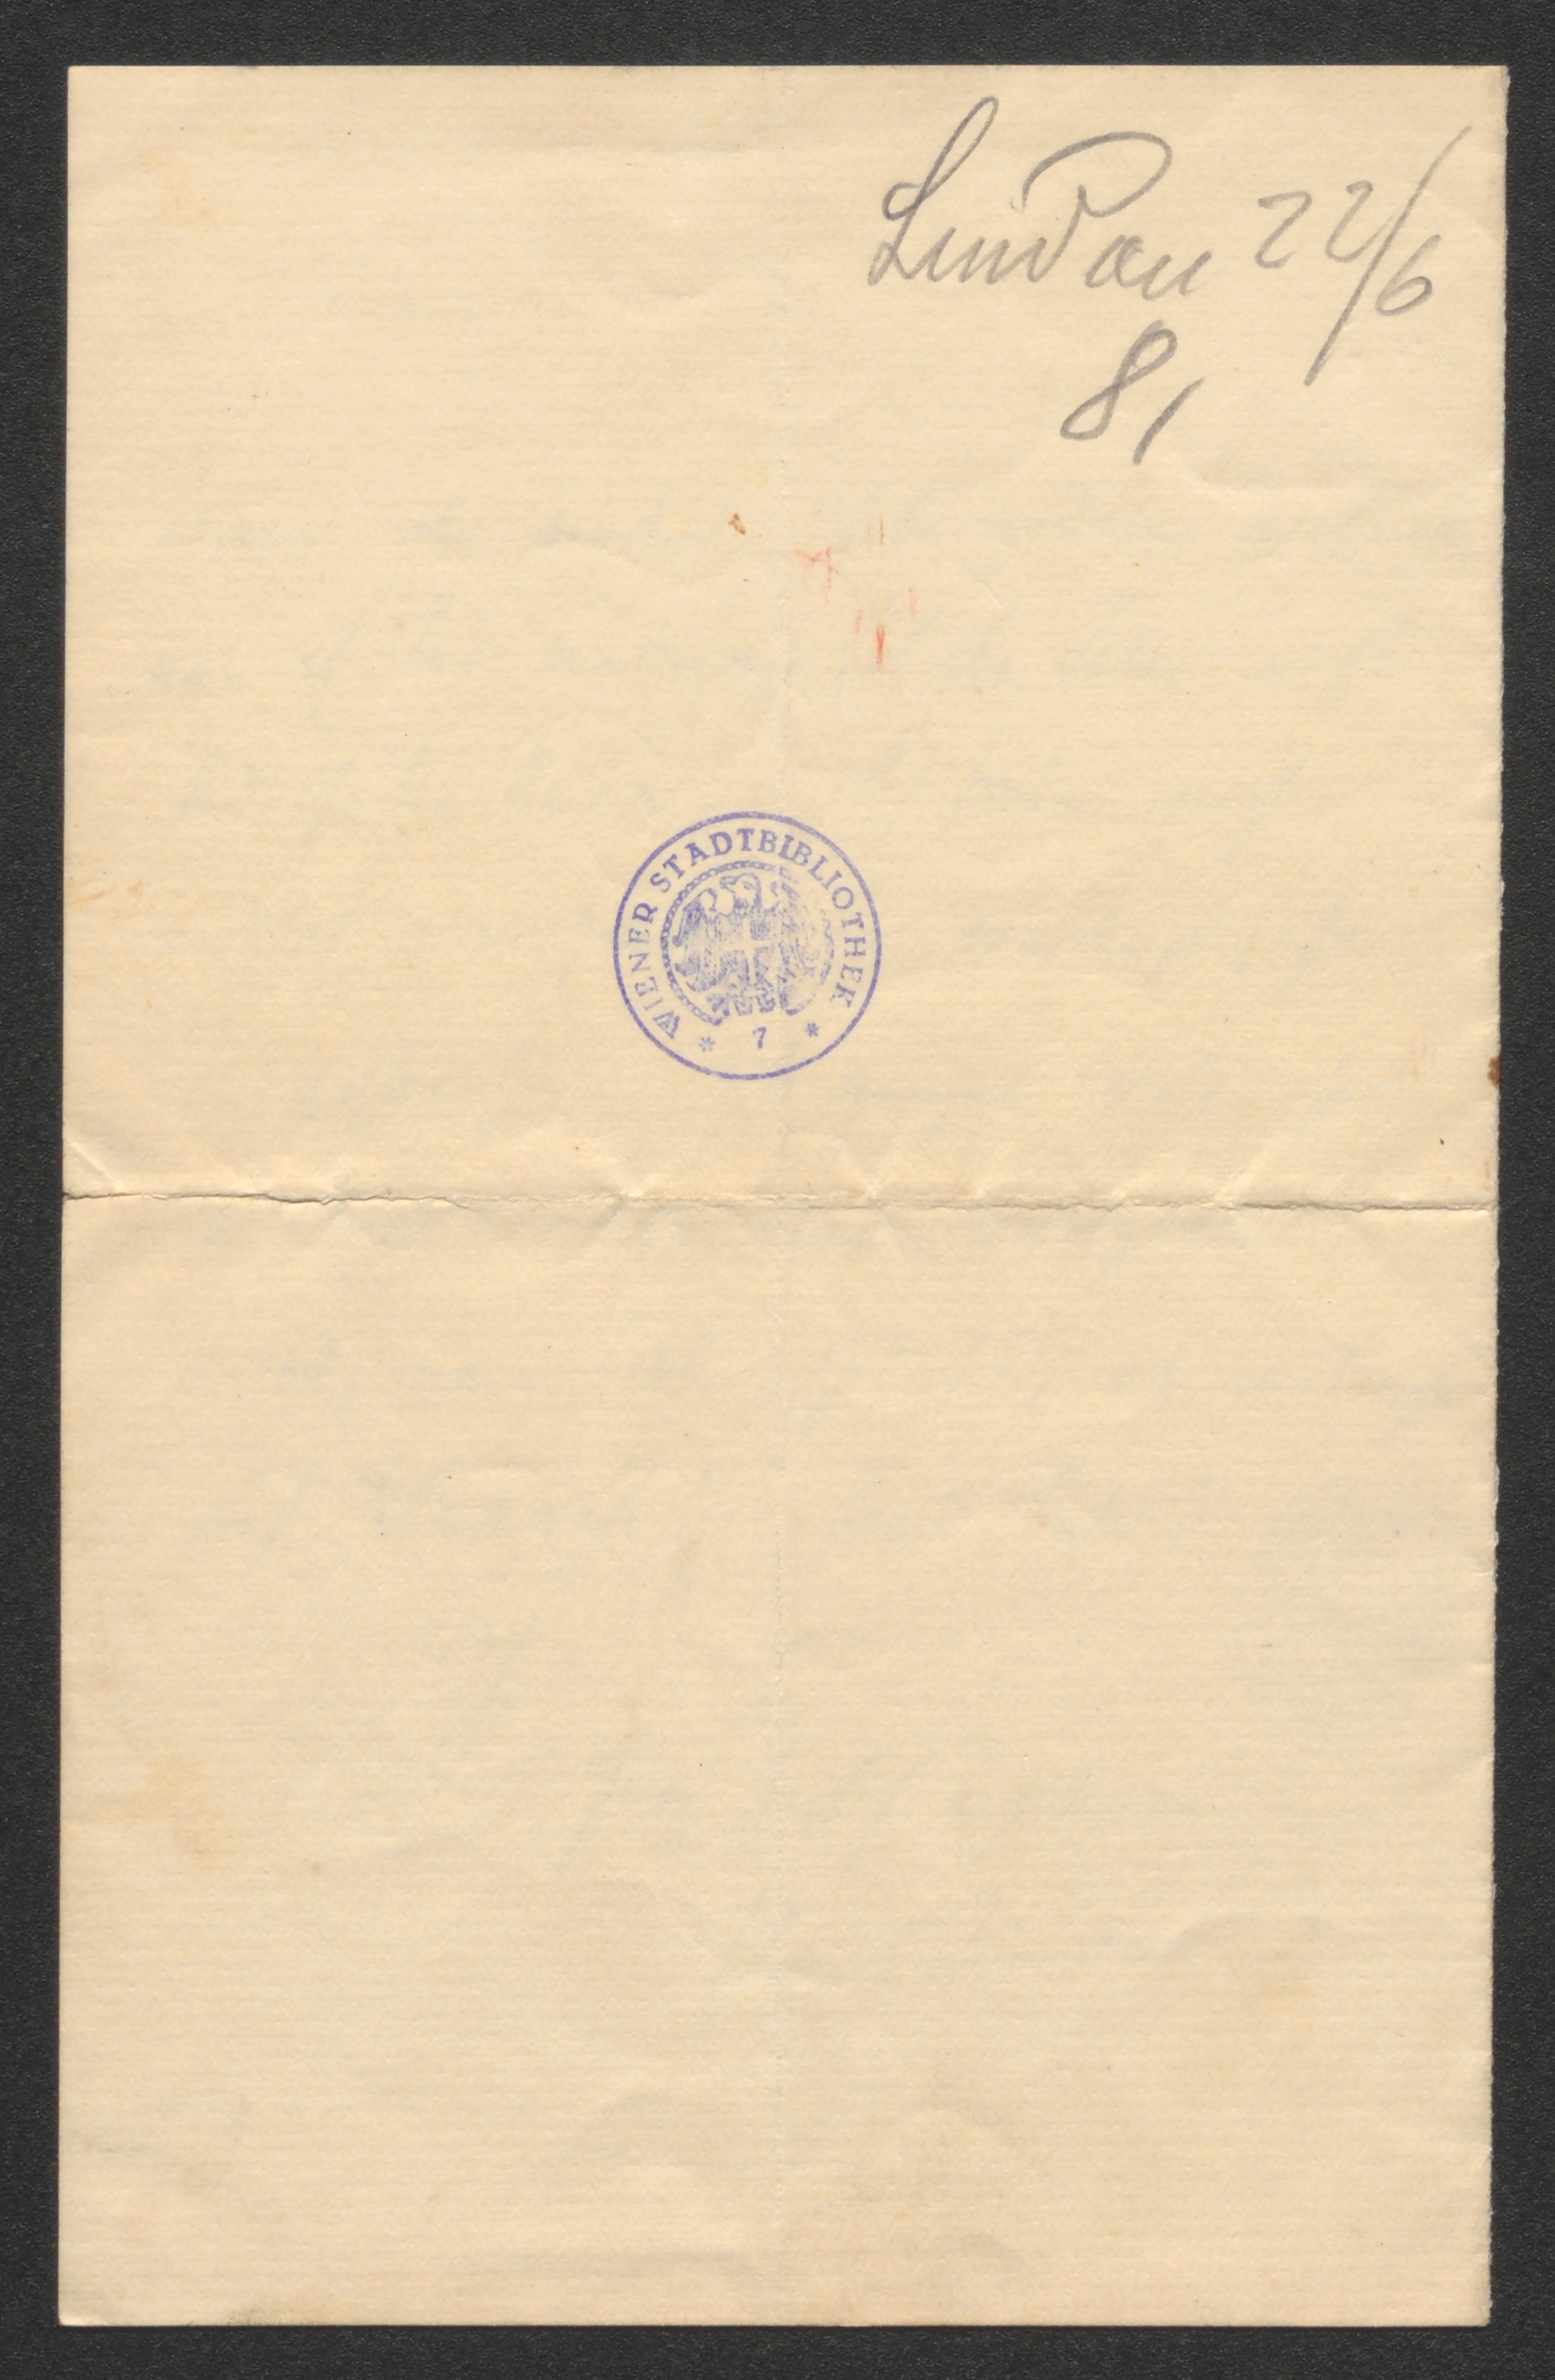 Lindau 22/6
81
WIENER STADTBIBLIOTHEK
* 7 *